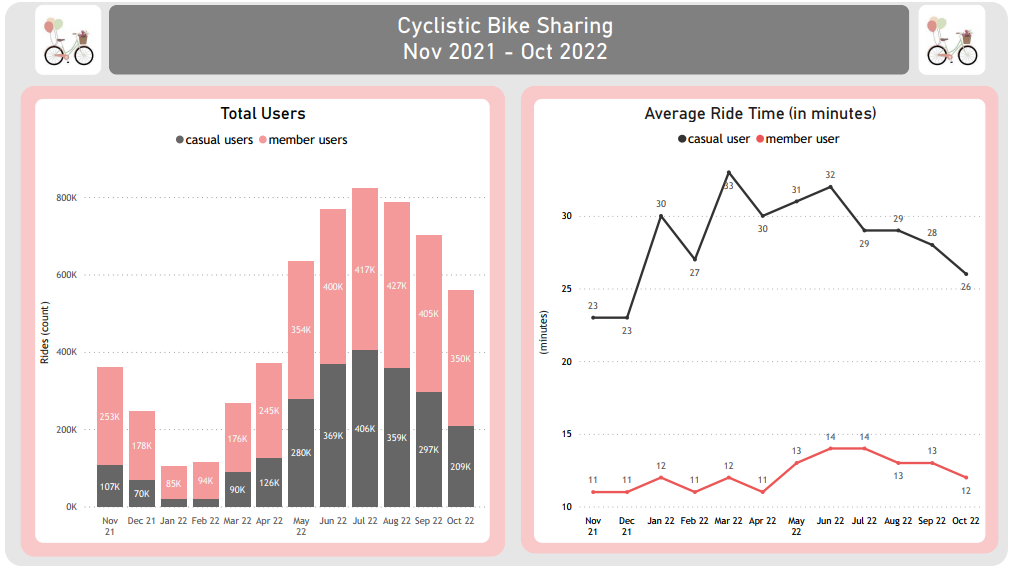 Cyclistic Bike Sharing
Nov 2021 - Oct 2022
Total Users
casual users member users
Rides (count)
800K
600K
400K
200K
0K
253K
178K
85K
94K
176K
245K
354K
400K
417K
427K
405K
350K
107K
70K
90K
126K
280K
369K
406K
359K
297K
209K
Nov 21
Dec 21
Jan 22
Feb 22
Mar 22
Apr 22
May 22
Jun 22
Jul 22
Aug 22
Sep 22
Oct 22
Average Ride Time (in minutes)
casual user member user
(minutes)
30
25
20
15
10
23
23
30
27
33
30
31
32
29
29
28
26
11
11
12
11
12
11
13
14
14
13
13
12
Nov 21
Dec 21
Jan 22
Feb 22
Mar 22
Apr 22
May 22
Jun 22
Jul 22
Aug 22
Sep 22
Oct 22